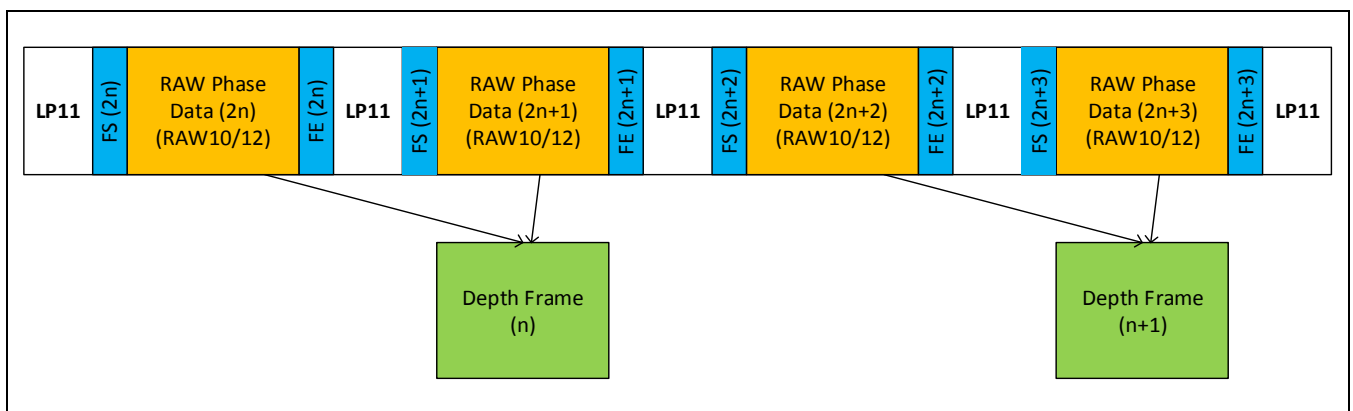 LP11
FS (2n)
RAW Phase
Data (2n)
(RAW10/12)
FE (2n)
LP11
FS (2n+1)
RAW Phase
Data (2n+1)
(RAW10/12)
FE (2n+1)
LP11
FS (2n+2)
RAW Phase
Data (2n+2)
(RAW10/12)
FE (2n+2)
LP11
FS (2n+3)
RAW Phase
Data (2n+3)
(RAW10/12)
FE (2n+3)
LP11
Depth Frame
(n)
Depth Frame
(n+1)